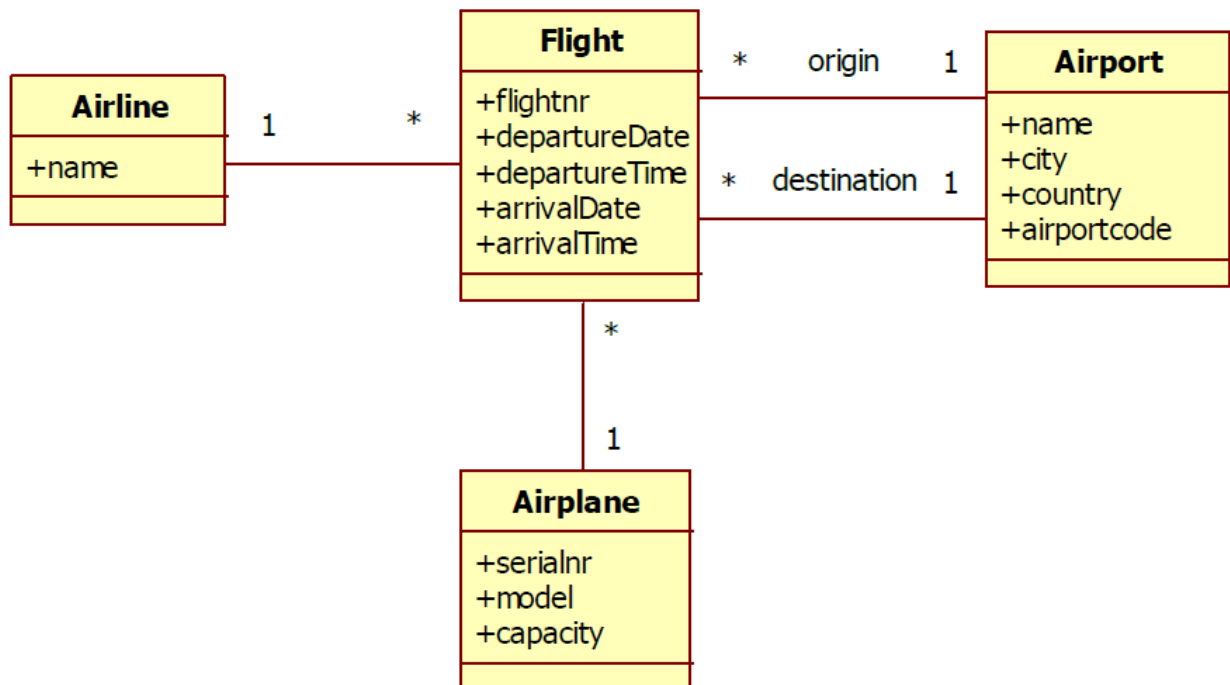 Airline
+name
1
*
Flight
+flightnr
+departureDate
+departureTime
+arrivalDate
+arrivalTime
* origin 1
* destination 1
Airport
+name
+city
+country
+airportcode
*
1
Airplane
+serialnr
+model
+capacity